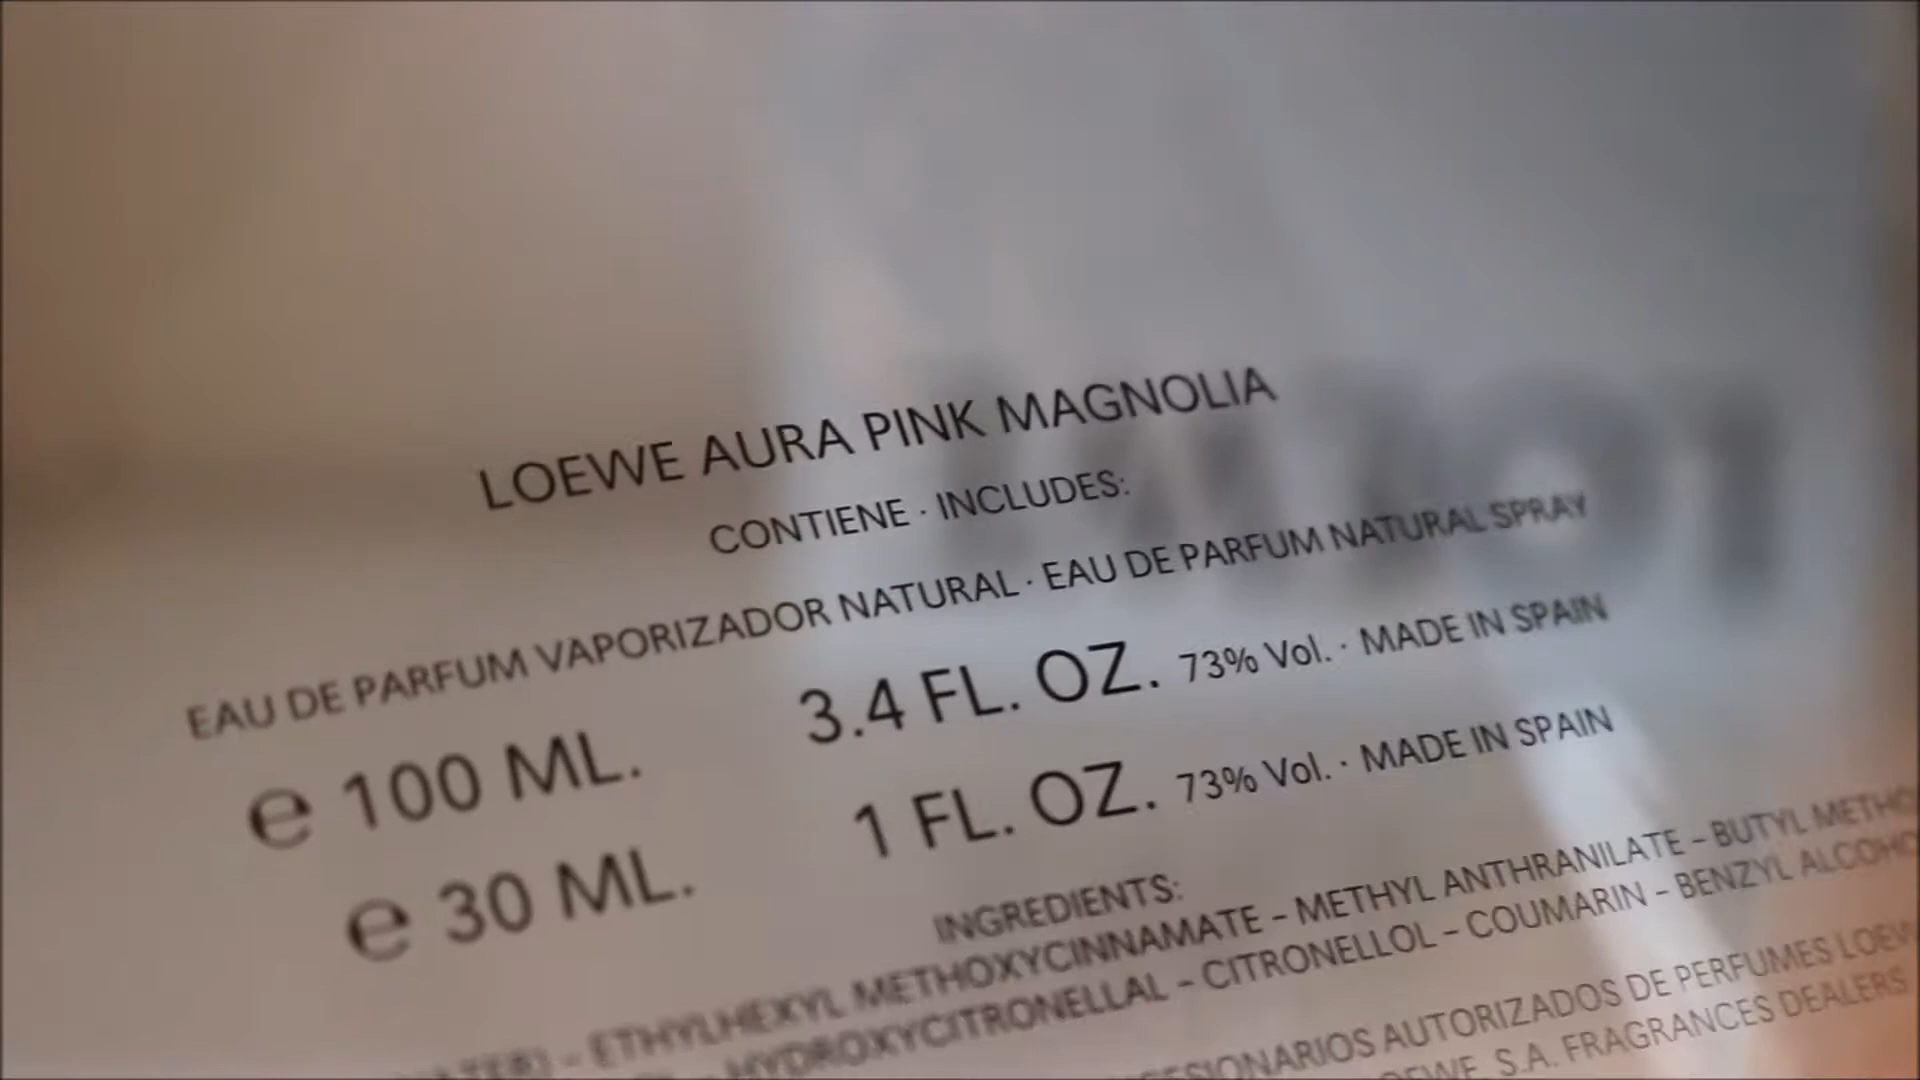 LOEWE AURA PINK MAGNOLIA
CONTIENE · INCLUDES:
EAU DE PARFUM VAPORIZADOR NATURAL · EAU DE PARFUM NATURAL SPRAY
e 100 ML. 3.4 FL. OZ. 73% Vol. · MADE IN SPAIN
e 30 ML. 1 FL. OZ. 73% Vol. · MADE IN SPAIN
INGREDIENTS:
– ETHYLHEXYL METHOXYCINNAMATE – METHYL ANTHRANILATE – BUTYL
– HYDROXYCITRONELLAL – CITRONELLOL – COUMARIN – BENZYL
AUTORIZADOS DE PERFUMES
S.A. FRAGRANCES DEALERS